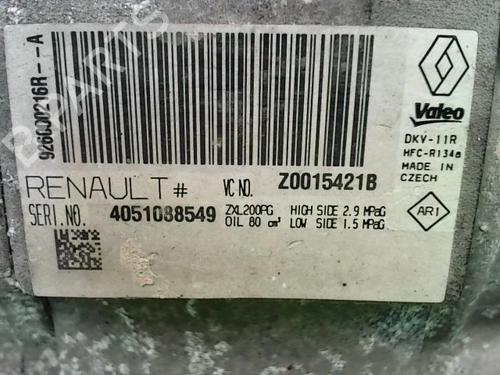 926000216R--A
Valeo
DKV-11R
HFC-R134a
MADE IN
CZECH
RENAULT # VC NO. Z0015421B
SERI.NO. 4051088549
ZXL200PG HIGH SIDE 2.9 MPaG
OIL 80 cm³ LOW SIDE 1.5 MPaG
AR1